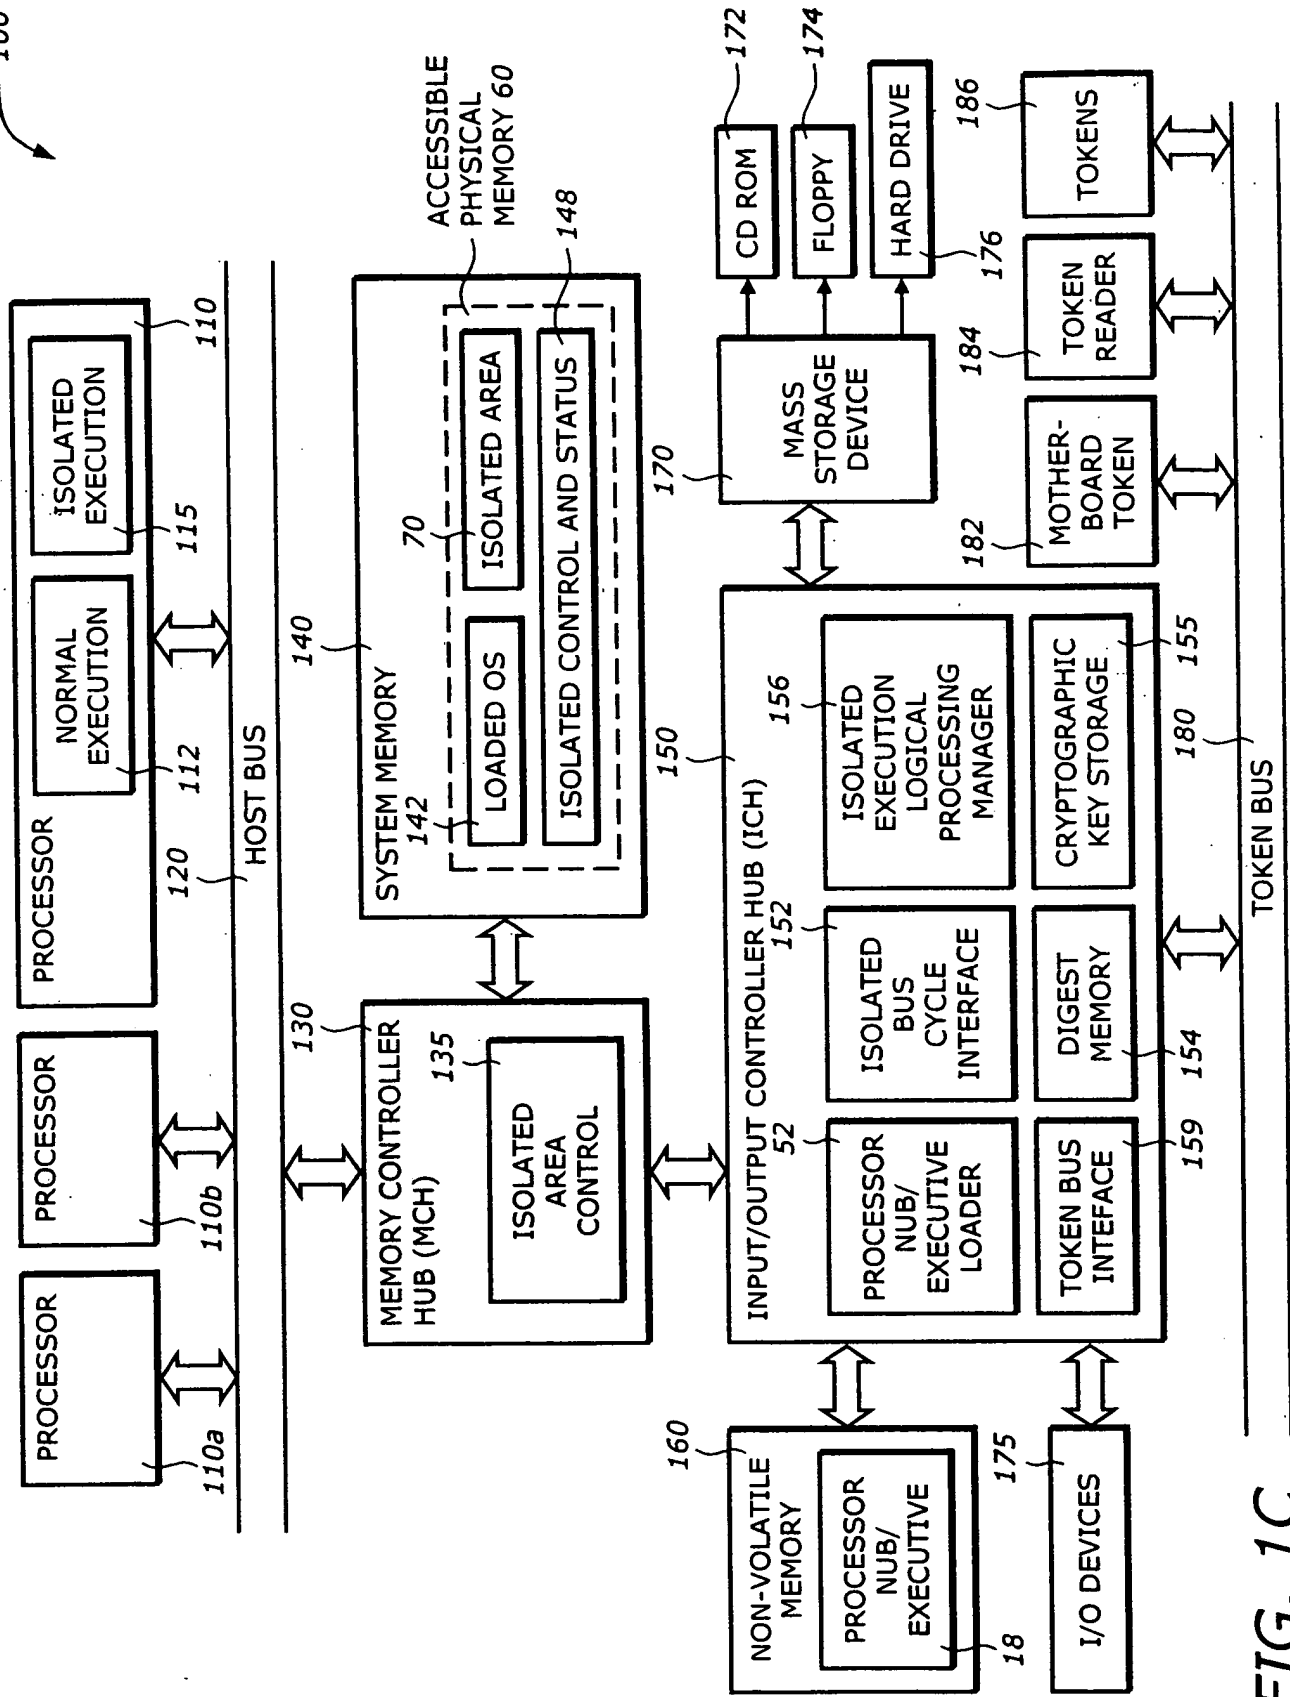 100
PROCESSOR
110a
PROCESSOR
110b
PROCESSOR
NORMAL
EXECUTION
112
ISOLATED
EXECUTION
115
110
120
HOST BUS
130
MEMORY CONTROLLER
HUB (MCH)
135
ISOLATED
AREA
CONTROL
140
SYSTEM MEMORY
142
LOADED OS
70
ISOLATED AREA
ISOLATED CONTROL AND STATUS
148
ACCESSIBLE
PHYSICAL
MEMORY 60
150
INPUT/OUTPUT CONTROLLER HUB (ICH)
52
PROCESSOR
NUB/
EXECUTIVE
LOADER
152
ISOLATED
BUS
CYCLE
INTERFACE
156
ISOLATED
EXECUTION
LOGICAL
PROCESSING
MANAGER
TOKEN BUS
INTEFACE
159
DIGEST
MEMORY
154
CRYPTOGRAPHIC
KEY STORAGE
155
160
NON-VOLATILE
MEMORY
PROCESSOR
NUB/
EXECUTIVE
18
175
I/O DEVICES
170
MASS
STORAGE
DEVICE
CD ROM
172
FLOPPY
174
HARD DRIVE
176
182
MOTHER-
BOARD
TOKEN
184
TOKEN
READER
186
TOKENS
180
TOKEN BUS
FIG. 1C